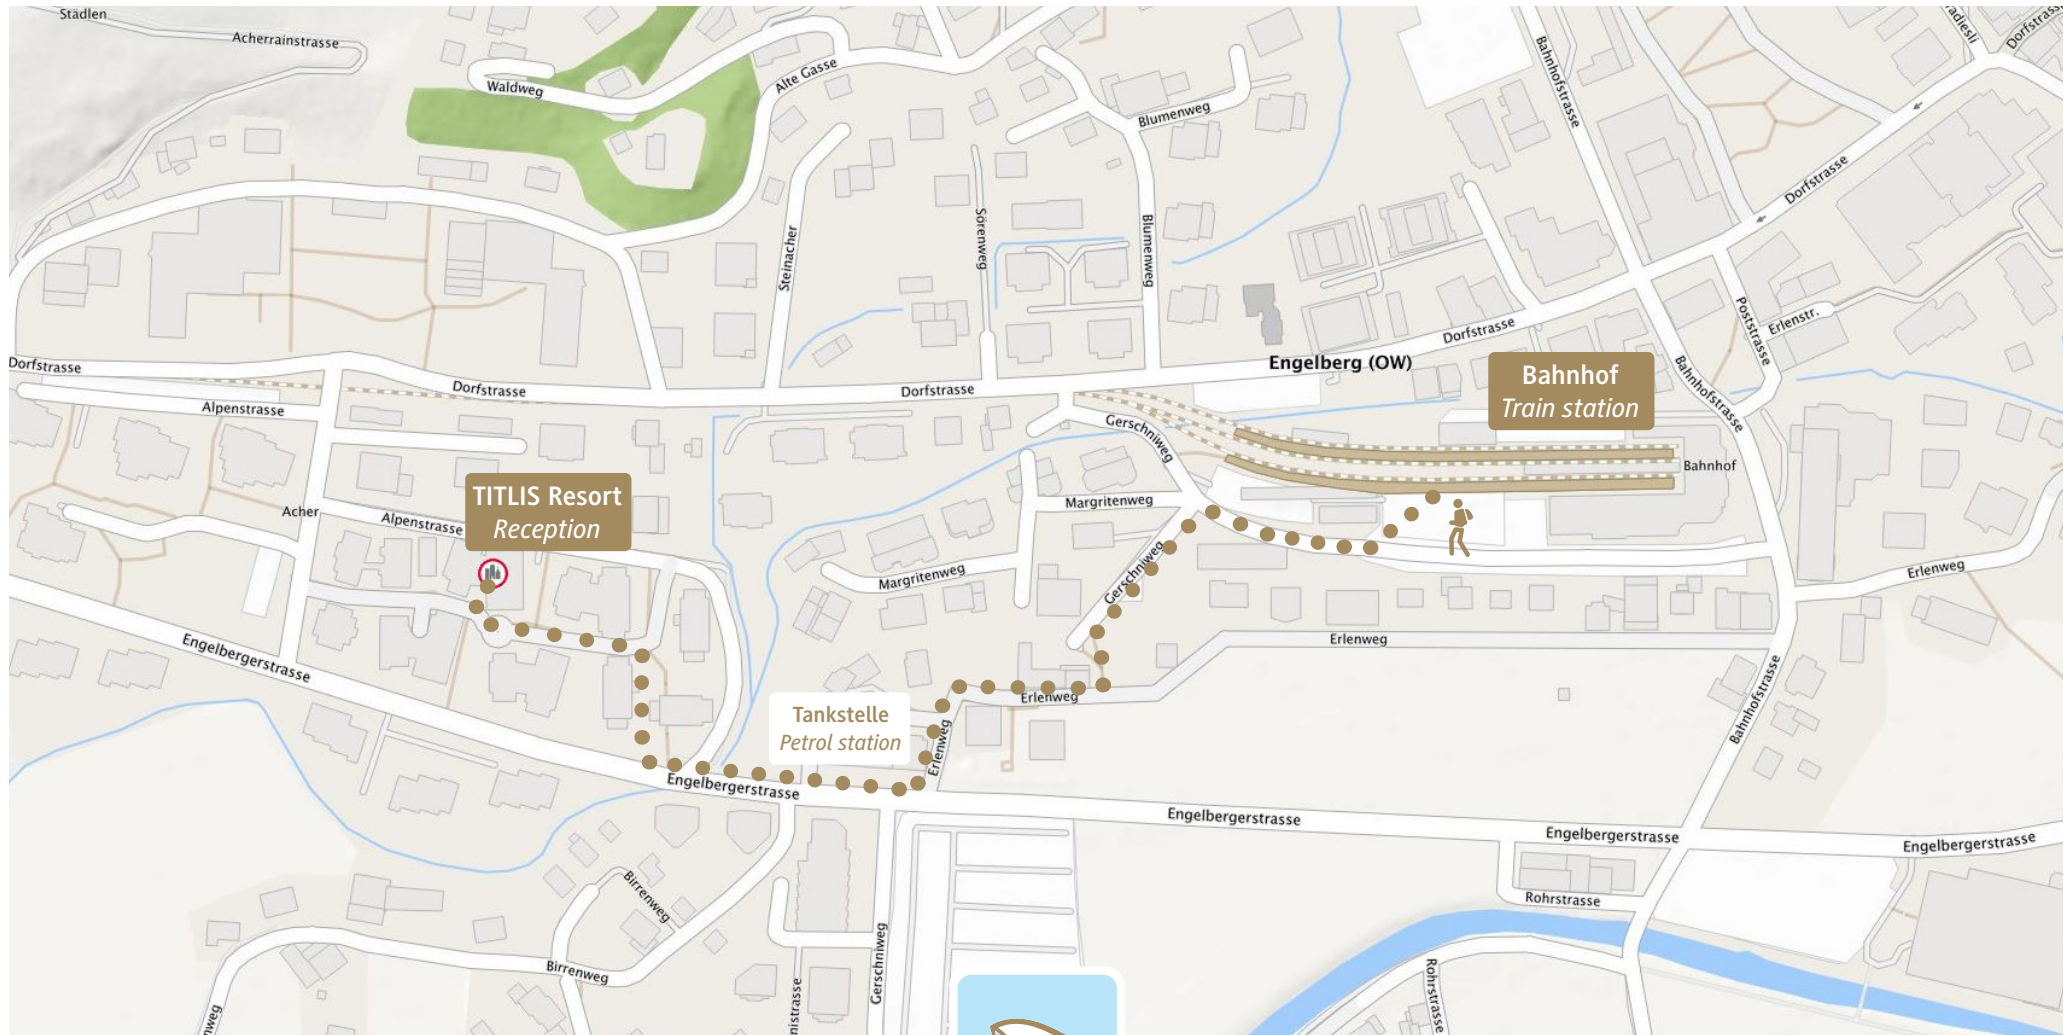 Städlen
Acherrainstrasse
Waldweg
Alte Gasse
Blumenweg
Bahnhofstrasse
Dorfstrasse
Dorfstrasse
Steinacher
Sörenweg
Blumenweg
Poststrasse
Erlenstr.
Dorfstrasse
Engelberg (OW)
Bahnhof
Train station
Bahnhofstrasse
Dorfstrasse
Dorfstrasse
Dorfstrasse
Alpenstrasse
Gerschniweg
Bahnhof
TITLIS Resort
Reception
Acher
Alpenstrasse
Margritenweg
Margritenweg
Gerschniweg
Erlenweg
Engelbergerstrasse
Erlenweg
Erlenweg
Tankstelle
Petrol station
Erlenweg
Bahnhofstrasse
Engelbergerstrasse
Engelbergerstrasse
Engelbergerstrasse
Engelbergerstrasse
Birrenweg
Rohrstrasse
Birrenweg
Gerschniweg
Rohrstrasse